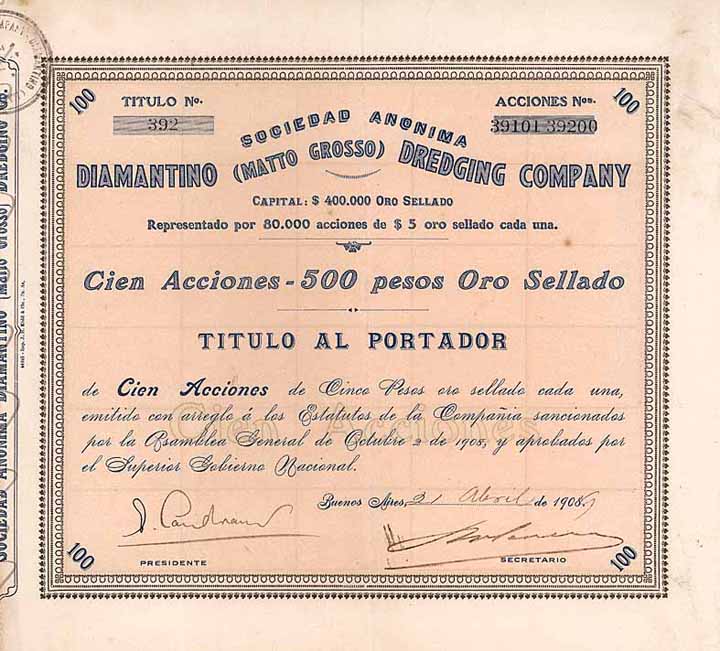 100
100
TITULO No.
ACCIONES Nos.
392
39101 39200
SOCIEDAD ANONIMA
DIAMANTINO (MATTO GROSSO) DREDGING COMPANY
CAPITAL: $ 400.000 ORO SELLADO
Representado por 80.000 acciones de $ 5 oro sellado cada una.
Cien Acciones - 500 pesos Oro Sellado
TITULO AL PORTADOR
de Cien Acciones de Cinco Pesos oro sellado cada una,
emitido con arreglo á los Estatutos de la Compañia sancionados
por la Asamblea General de Octubre 2 de 1905, y aprobados por
el Superior Gobierno Nacional.
Cien Acciones
Buenos Aires, 21 Abril de 1908
PRESIDENTE
SECRETARIO
100
100
SOCIEDAD ANONIMA DIAMANTINO (MATTO GROSSO) DREDGING